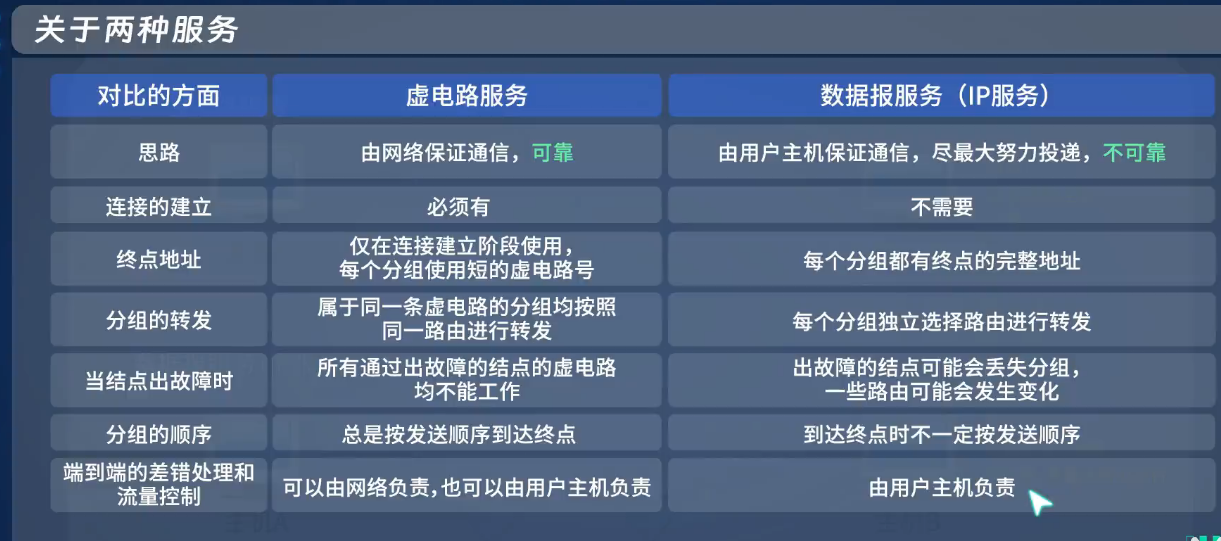 关于两种服务
对比的方面 虚电路服务 数据报服务（IP服务）
思路 由网络保证通信，可靠 由用户主机保证通信，尽最大努力投递，不可靠
连接的建立 必须有 不需要
终点地址 仅在连接建立阶段使用，
每个分组使用短的虚电路号 每个分组都有终点的完整地址
分组的转发 属于同一条虚电路的分组均按照
同一路由进行转发 每个分组独立选择路由进行转发
当结点出故障时 所有通过出故障的结点的虚电路
均不能工作 出故障的结点可能会丢失分组，
一些路由可能会发生变化
分组的顺序 总是按发送顺序到达终点 到达终点时不一定按发送顺序
端到端的差错处理和
流量控制 可以由网络负责，也可以由用户主机负责 由用户主机负责